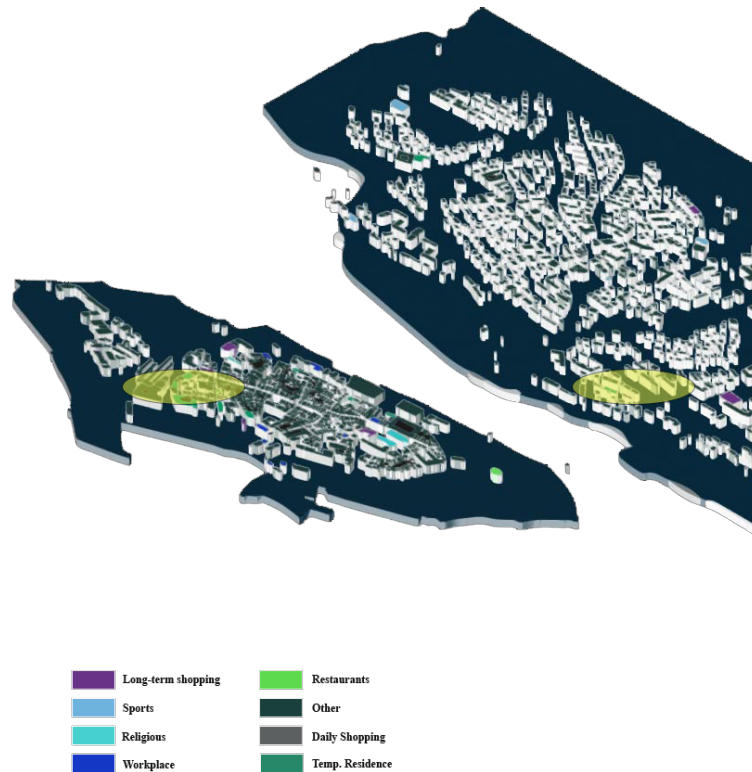 Long-term shopping
Restaurants
Sports
Other
Religious
Daily Shopping
Workplace
Temp. Residence